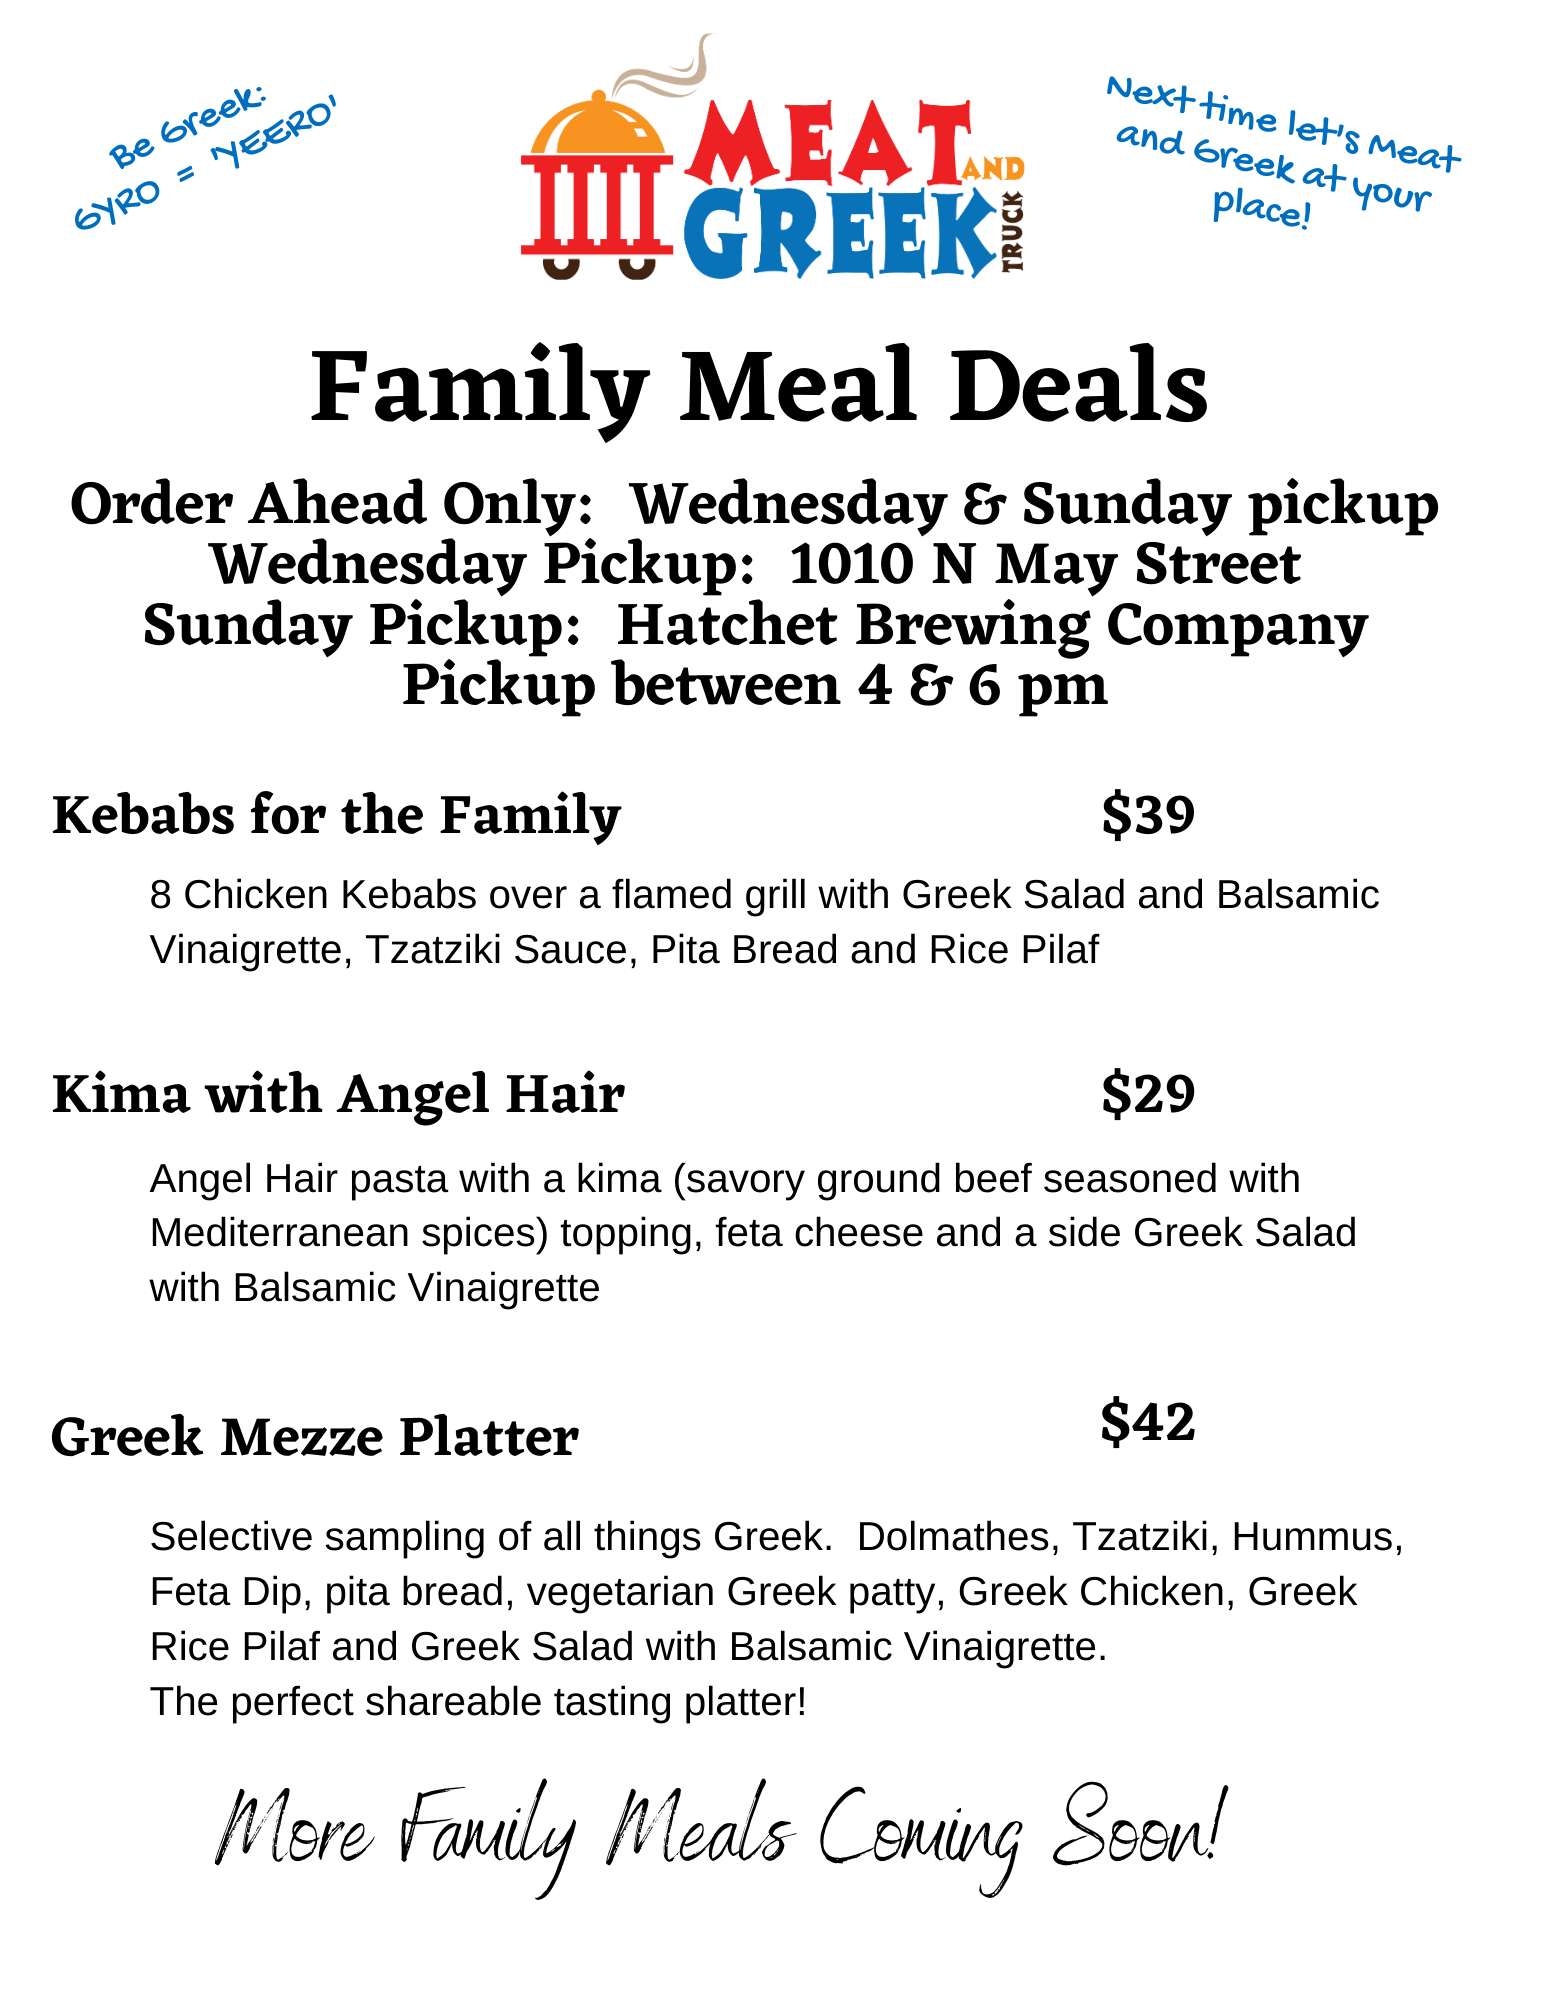 Be Greek:
GYRO = 'YEERO'
MEAT
AND
GREEK
TRUCK
Next time let's Meat
and Greek at your
place!
Family Meal Deals
Order Ahead Only:  Wednesday & Sunday pickup
Wednesday Pickup:  1010 N May Street
Sunday Pickup:  Hatchet Brewing Company
Pickup between 4 & 6 pm
Kebabs for the Family $39
8 Chicken Kebabs over a flamed grill with Greek Salad and Balsamic
Vinaigrette, Tzatziki Sauce, Pita Bread and Rice Pilaf
Kima with Angel Hair $29
Angel Hair pasta with a kima (savory ground beef seasoned with
Mediterranean spices) topping, feta cheese and a side Greek Salad
with Balsamic Vinaigrette
Greek Mezze Platter $42
Selective sampling of all things Greek.  Dolmathes, Tzatziki, Hummus,
Feta Dip, pita bread, vegetarian Greek patty, Greek Chicken, Greek
Rice Pilaf and Greek Salad with Balsamic Vinaigrette.
The perfect shareable tasting platter!
More Family Meals Coming Soon!